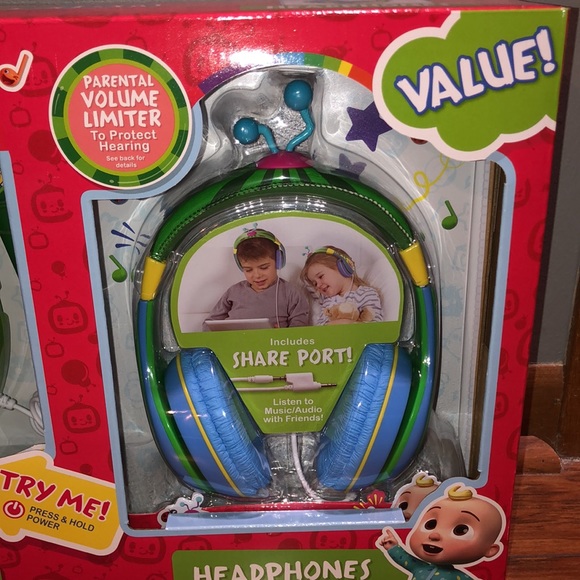 PARENTAL
VOLUME
LIMITER
To Protect
Hearing
See back for
details
VALUE!
Includes
SHARE PORT!
Listen to
Music/Audio
with Friends!
TRY ME!
PRESS & HOLD
POWER
HEADPHONES